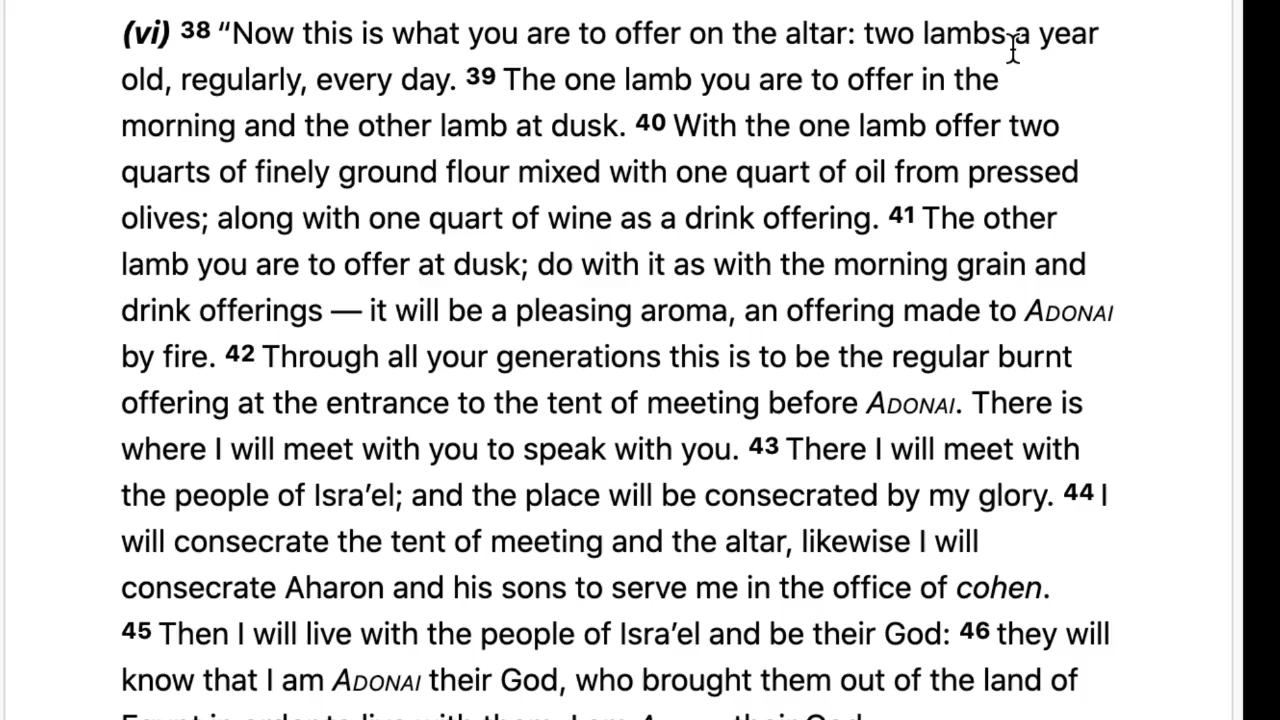 (vi) 38 “Now this is what you are to offer on the altar: two lambs a year
old, regularly, every day. 39 The one lamb you are to offer in the
morning and the other lamb at dusk. 40 With the one lamb offer two
quarts of finely ground flour mixed with one quart of oil from pressed
olives; along with one quart of wine as a drink offering. 41 The other
lamb you are to offer at dusk; do with it as with the morning grain and
drink offerings — it will be a pleasing aroma, an offering made to ADONAI
by fire. 42 Through all your generations this is to be the regular burnt
offering at the entrance to the tent of meeting before ADONAI. There is
where I will meet with you to speak with you. 43 There I will meet with
the people of Isra’el; and the place will be consecrated by my glory. 44 I
will consecrate the tent of meeting and the altar, likewise I will
consecrate Aharon and his sons to serve me in the office of cohen.
45 Then I will live with the people of Isra’el and be their God: 46 they will
know that I am ADONAI their God, who brought them out of the land of